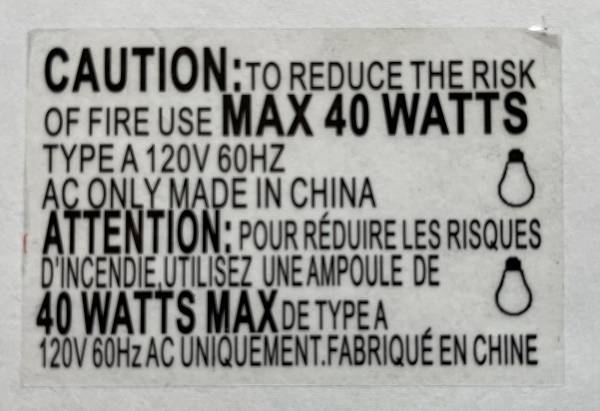 CAUTION: TO REDUCE THE RISK
OF FIRE USE MAX 40 WATTS
TYPE A 120V 60HZ
AC ONLY MADE IN CHINA
ATTENTION: POUR RÉDUIRE LES RISQUES
D'INCENDIE,UTILISEZ UNE AMPOULE DE
40 WATTS MAX DE TYPE A
120V 60Hz AC UNIQUEMENT.FABRIQUÉ EN CHINE